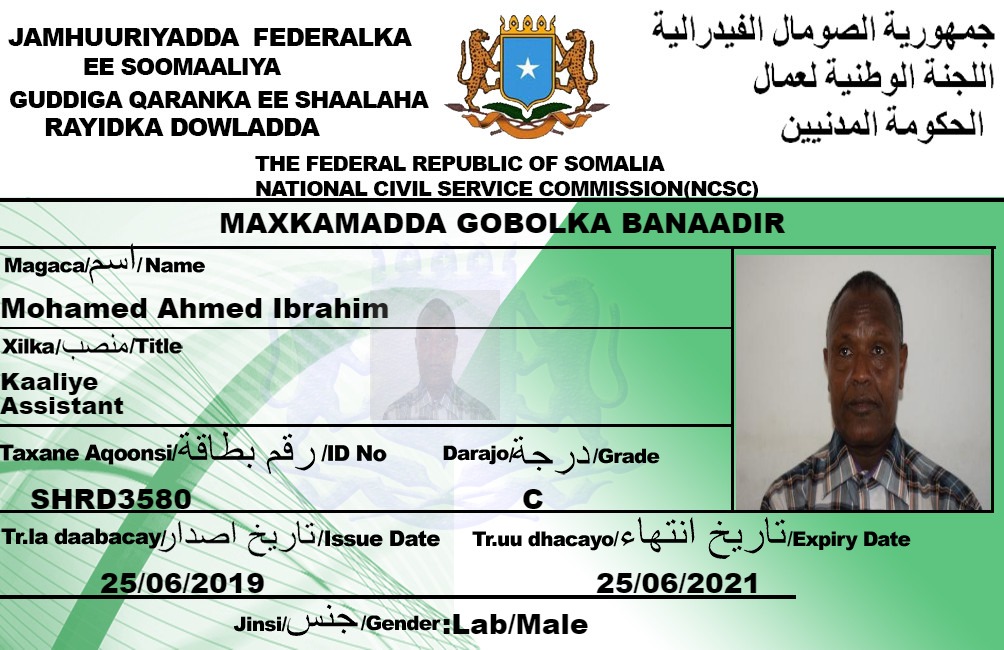 JAMHUURIYADDA FEDERALKA
EE SOOMAALIYA
GUDDIGA QARANKA EE SHAALAHA
RAYIDKA DOWLADDA
جمهورية الصومال الفيدرالية
اللجنة الوطنية لعمال
الحكومة المدنيين
THE FEDERAL REPUBLIC OF SOMALIA
NATIONAL CIVIL SERVICE COMMISSION(NCSC)
MAXKAMADDA GOBOLKA BANAADIR
Magaca/اسم/Name
Mohamed Ahmed Ibrahim
Xilka/منصب/Title
Kaaliye
Assistant
Taxane Aqoonsi/رقم بطاقة/ID No
Darajo/درجة/Grade
SHRD3580
C
Tr.la daabacay/تاريخ اصدار/Issue Date
Tr.uu dhacayo/تاريخ انتهاء/Expiry Date
25/06/2019
25/06/2021
Jinsi/جنس/Gender:Lab/Male